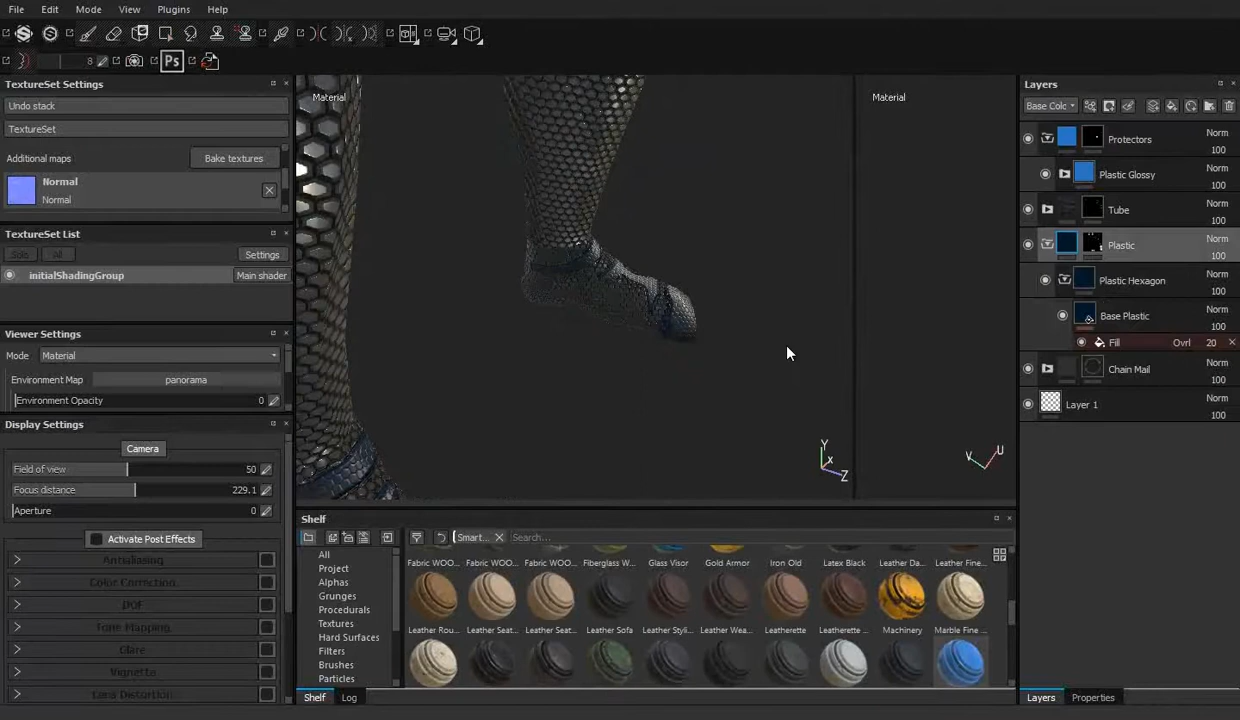 File Edit Mode View Plugins Help
8
Ps
TextureSet Settings
Undo stack
TextureSet
Additional maps Bake textures
Normal
Normal
TextureSet List
Solo All Settings
initialShadingGroup Main shader
Viewer Settings
Mode Material
Environment Map panorama
Environment Opacity 0
Display Settings
Camera
Field of view 50
Focus distance 229.1
Aperture 0
Activate Post Effects
Antialiasing
Color Correction
DOF
Tone Mapping
Glare
Vignette
Lens Distortion
Material
Material
Y
X
Z
V U
Shelf
Smart... Search...
All
Project
Alphas
Grunges
Procedurals
Textures
Hard Surfaces
Filters
Brushes
Particles
Fabric WOO... Fabric WOO... Fabric WOO... Fiberglass W... Glass Visor Gold Armor Iron Old Latex Black Leather Da... Leather Fine...
Leather Rou... Leather Seat... Leather Seat... Leather Sofa Leather Styli... Leather Wea... Leatherette Leatherette ... Machinery Marble Fine ...
Shelf Log
Layers
Base Colo
Protectors Norm
100
Plastic Glossy Norm
100
Tube Norm
100
Plastic Norm
100
Plastic Hexagon Norm
100
Base Plastic Norm
100
Fill Ovrl 20
Chain Mail Norm
100
Layer 1 Norm
100
Layers Properties